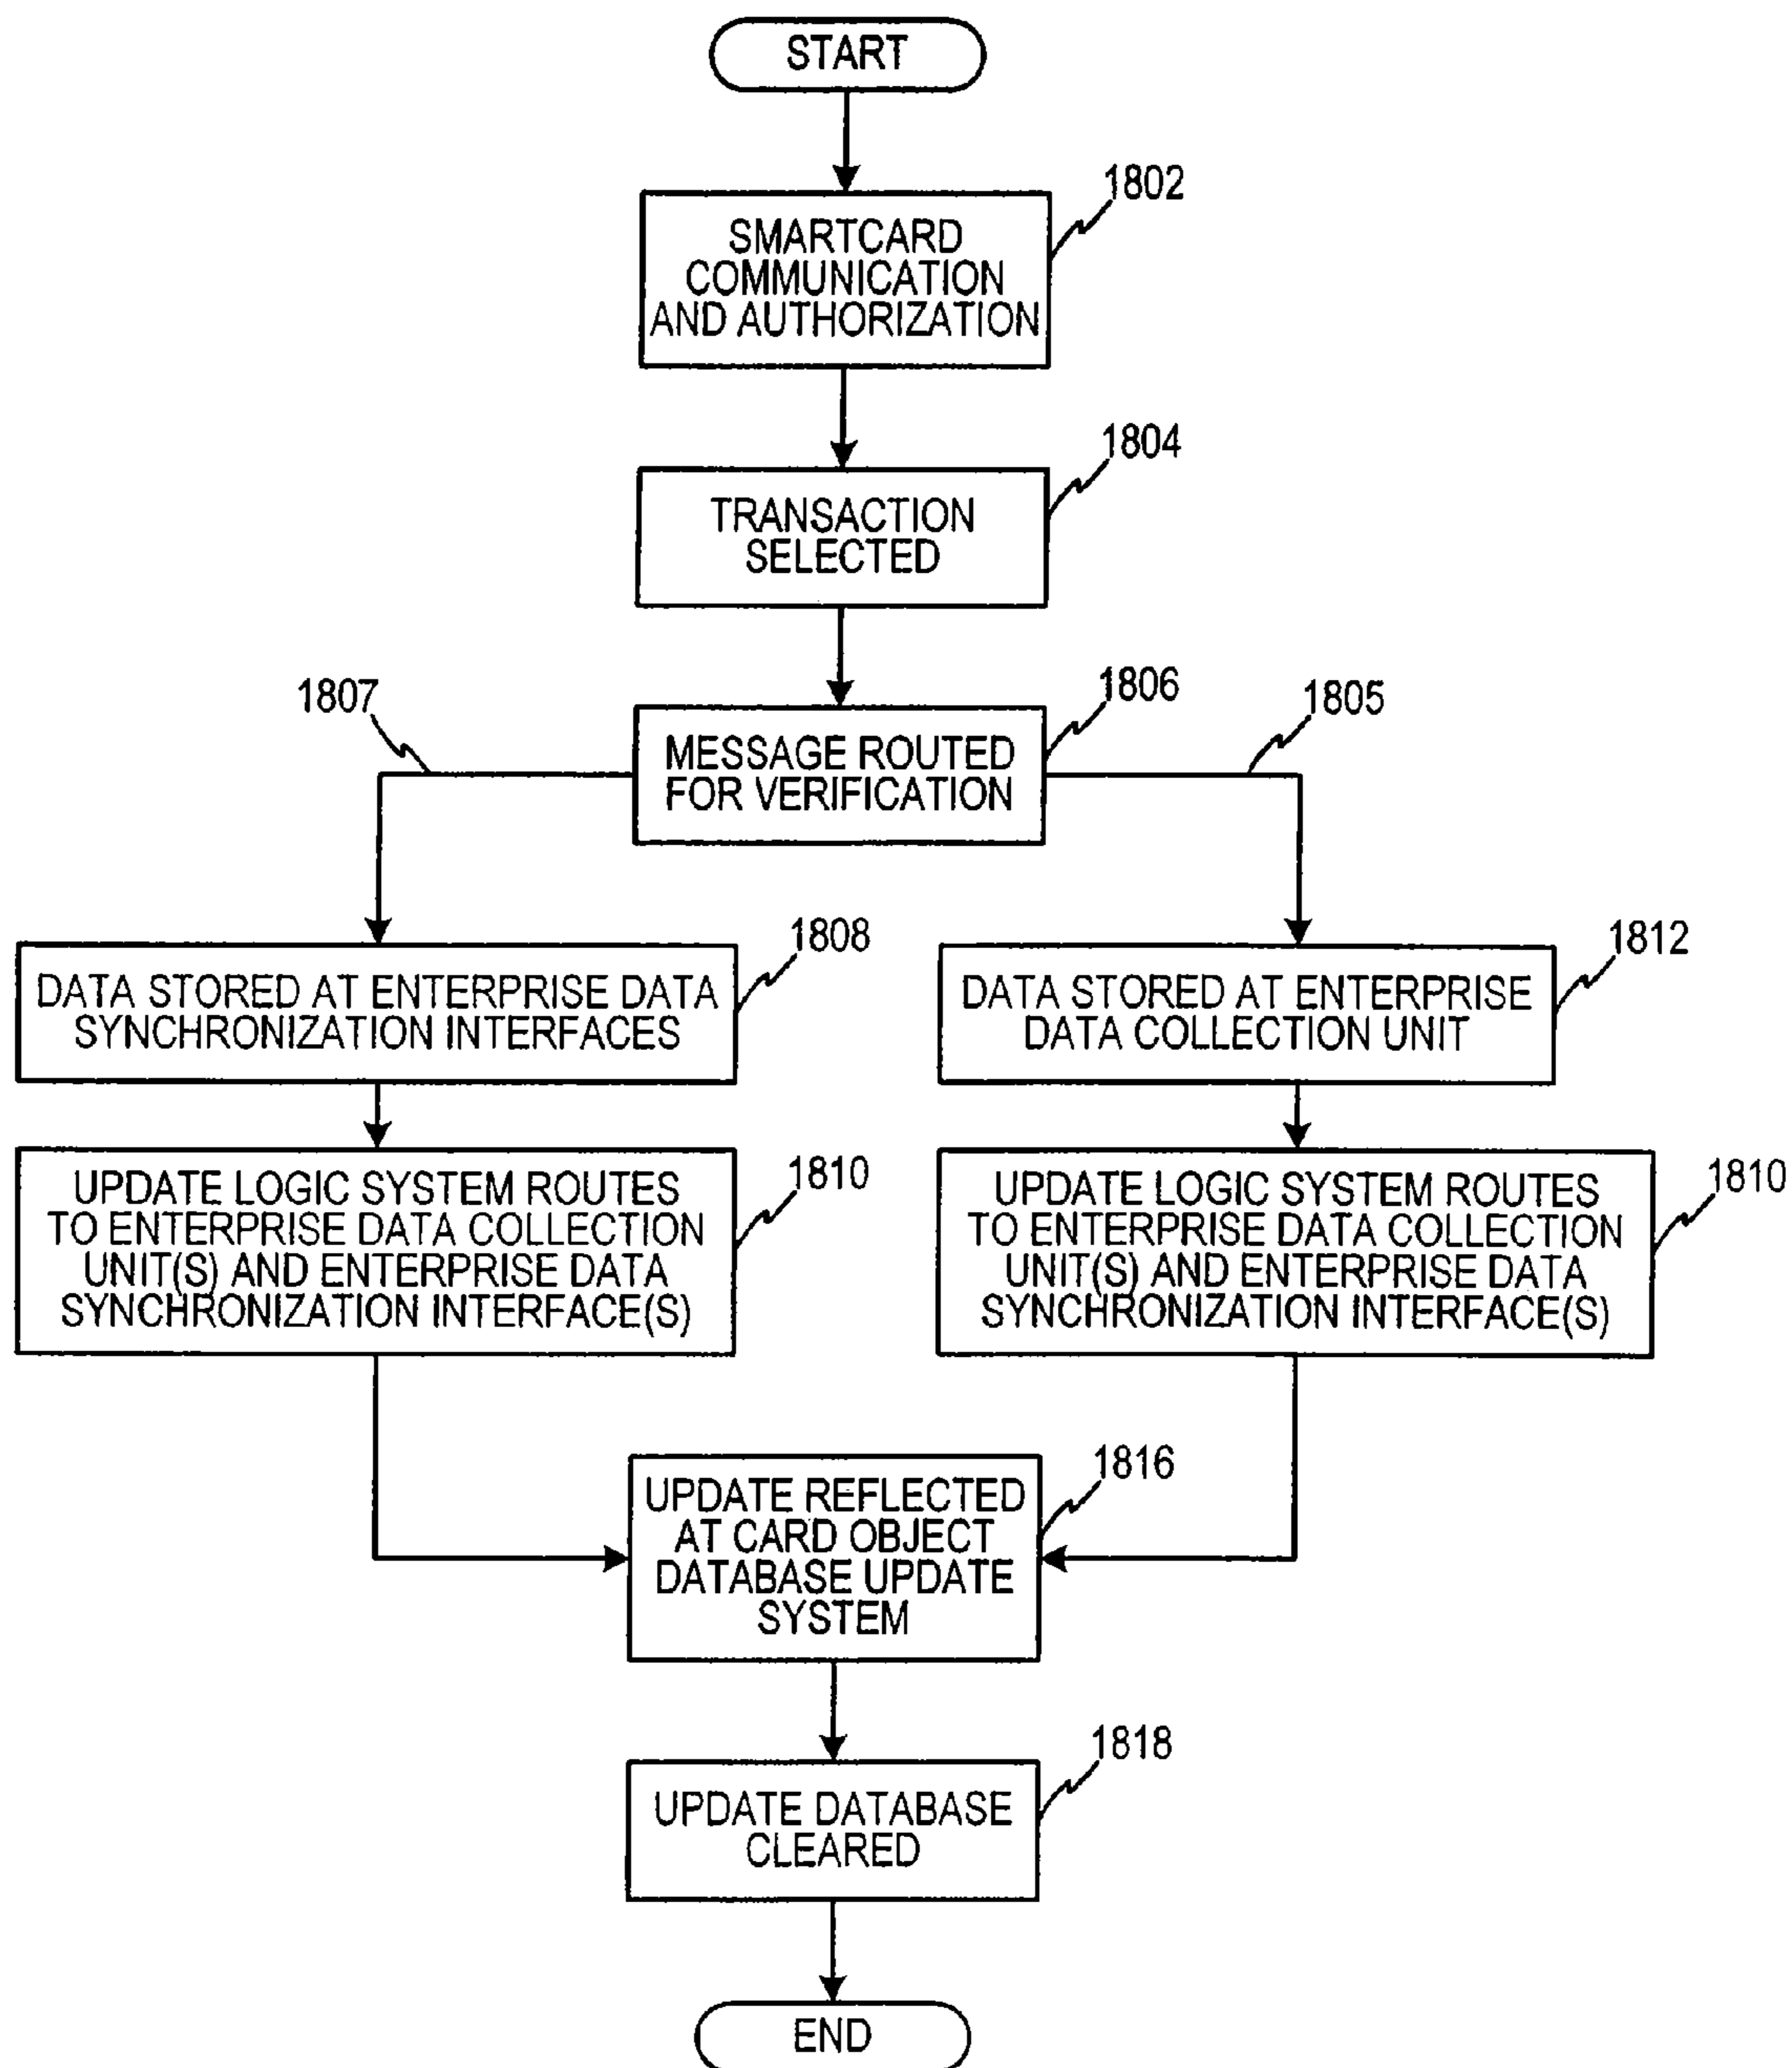 START
1802
SMARTCARD
COMMUNICATION
AND AUTHORIZATION
1804
TRANSACTION
SELECTED
1807
1806
1805
MESSAGE ROUTED
FOR VERIFICATION
1808
DATA STORED AT ENTERPRISE DATA
SYNCHRONIZATION INTERFACES
1812
DATA STORED AT ENTERPRISE
DATA COLLECTION UNIT
1810
UPDATE LOGIC SYSTEM ROUTES
TO ENTERPRISE DATA COLLECTION
UNIT(S) AND ENTERPRISE DATA
SYNCHRONIZATION INTERFACE(S)
1810
UPDATE LOGIC SYSTEM ROUTES
TO ENTERPRISE DATA COLLECTION
UNIT(S) AND ENTERPRISE DATA
SYNCHRONIZATION INTERFACE(S)
1816
UPDATE REFLECTED
AT CARD OBJECT
DATABASE UPDATE
SYSTEM
1818
UPDATE DATABASE
CLEARED
END